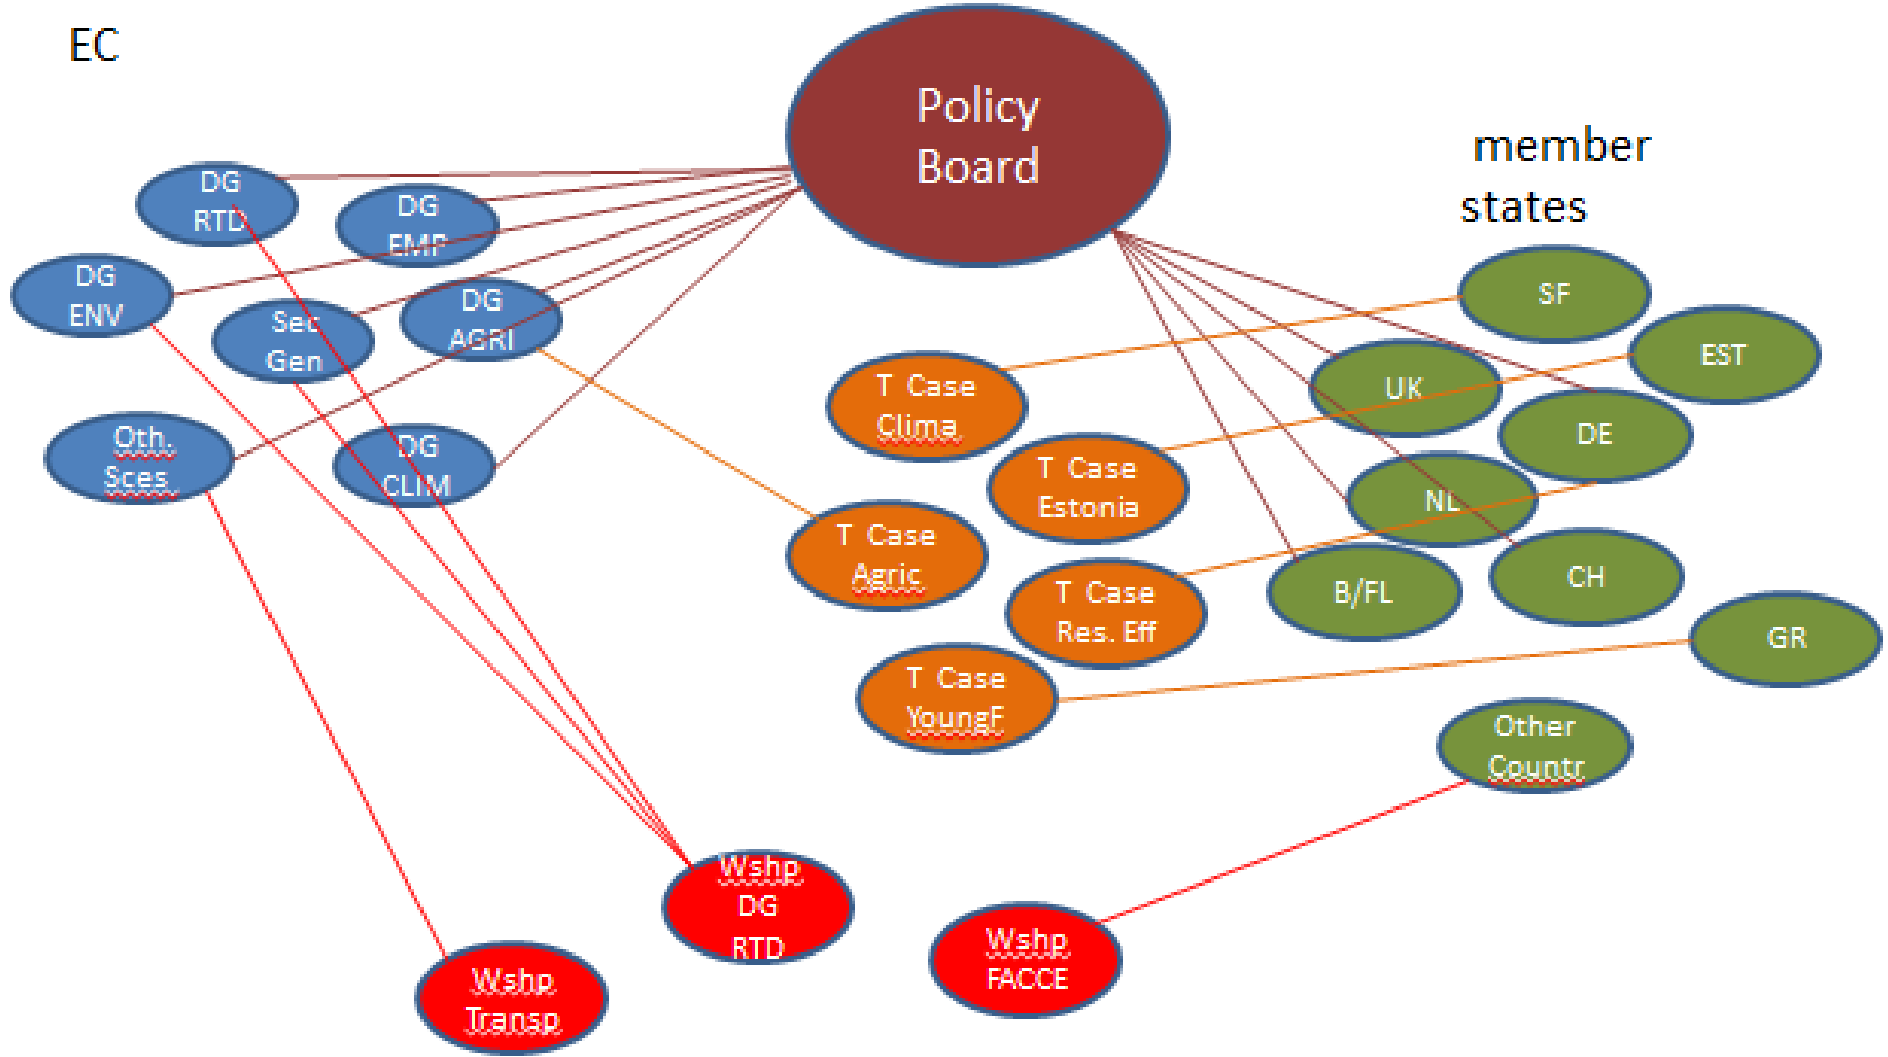 EC
Policy
Board
member
states
DG
RTD
DG
EMP
DG
ENV
Sec
Gen
DG
AGRI
Oth.
Sces
DG
CLIM
SF
EST
UK
DE
NL
CH
B/FL
GR
Other
Countr
T Case
Clima
T Case
Estonia
T Case
Agric
T Case
Res. Eff
T Case
YoungF
Wshp
DG
RTD
Wshp
FACCE
Wshp
Transp